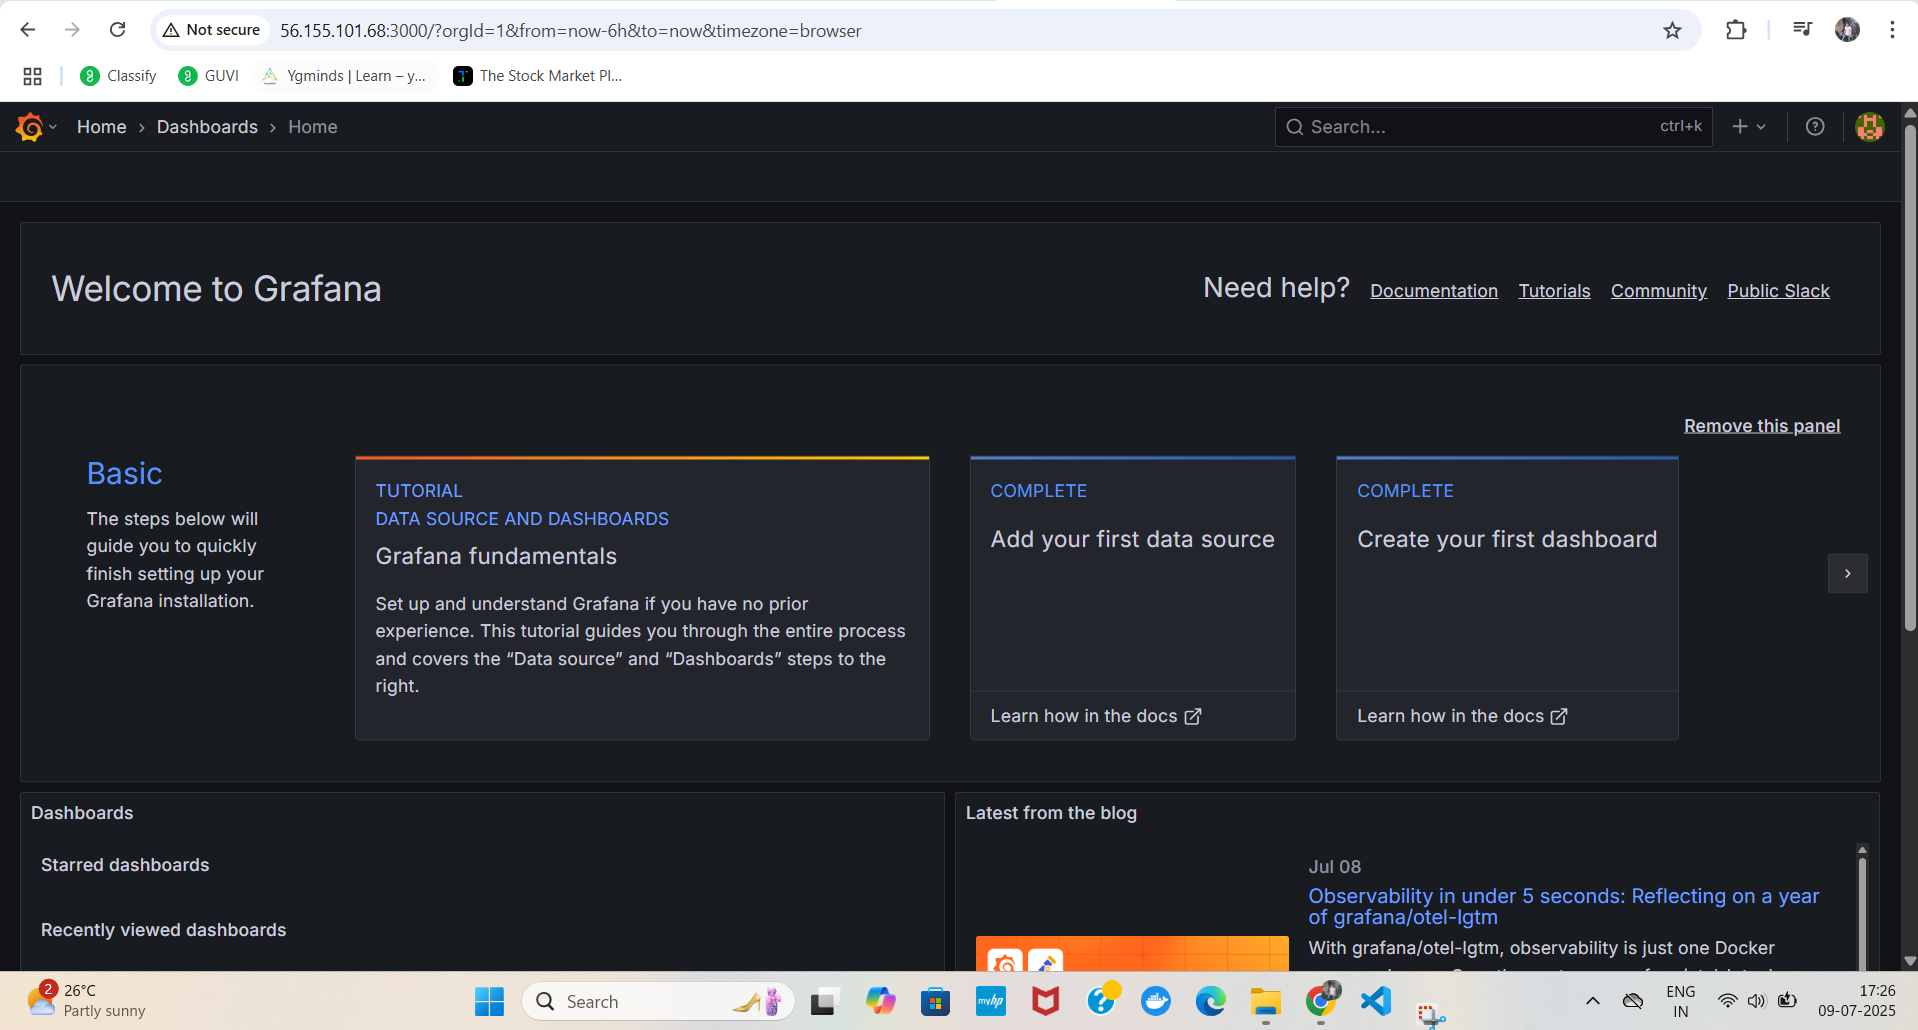 Not secure
56.155.101.68:3000/?orgId=1&from=now-6h&to=now&timezone=browser
Classify
GUVI
Ygminds | Learn – y...
The Stock Market Pl...
Home › Dashboards › Home
Search...
ctrl+k
Welcome to Grafana
Need help?
Documentation
Tutorials
Community
Public Slack
Remove this panel
Basic
The steps below will
guide you to quickly
finish setting up your
Grafana installation.
TUTORIAL
DATA SOURCE AND DASHBOARDS
Grafana fundamentals
Set up and understand Grafana if you have no prior
experience. This tutorial guides you through the entire process
and covers the “Data source” and “Dashboards” steps to the
right.
COMPLETE
Add your first data source
Learn how in the docs
COMPLETE
Create your first dashboard
Learn how in the docs
Dashboards
Starred dashboards
Recently viewed dashboards
Latest from the blog
Jul 08
Observability in under 5 seconds: Reflecting on a year
of grafana/otel-lgtm
With grafana/otel-lgtm, observability is just one Docker
2
26°C
Partly sunny
Search
myhp
ENG
IN
17:26
09-07-2025